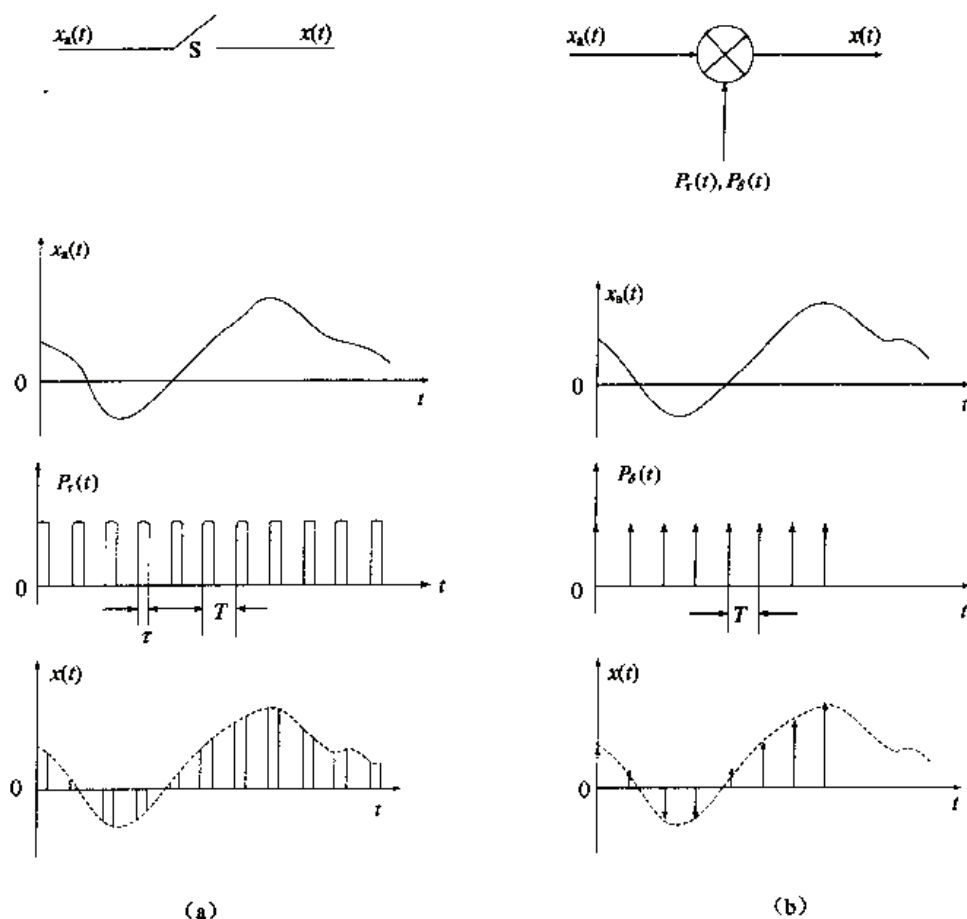 xa(t) S x(t)
xa(t) x(t)
Pτ(t), Pδ(t)
xa(t)
0 t
Pτ(t)
0 t
τ T
x(t)
0 t
(a)
xa(t)
0 t
Pδ(t)
0 t
T
x(t)
0 t
(b)